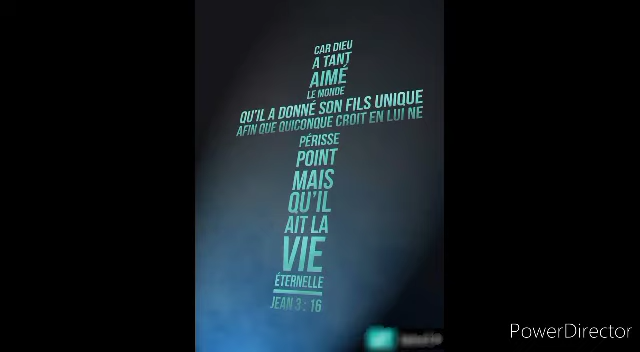 CAR DIEU
A TANT
AIMÉ
LE MONDE
QU'IL A DONNÉ SON FILS UNIQUE
AFIN QUE QUICONQUE CROIT EN LUI NE
PÉRISSE
POINT
MAIS
QU'IL
AIT LA
VIE
ÉTERNELLE
JEAN 3 : 16
PowerDirector